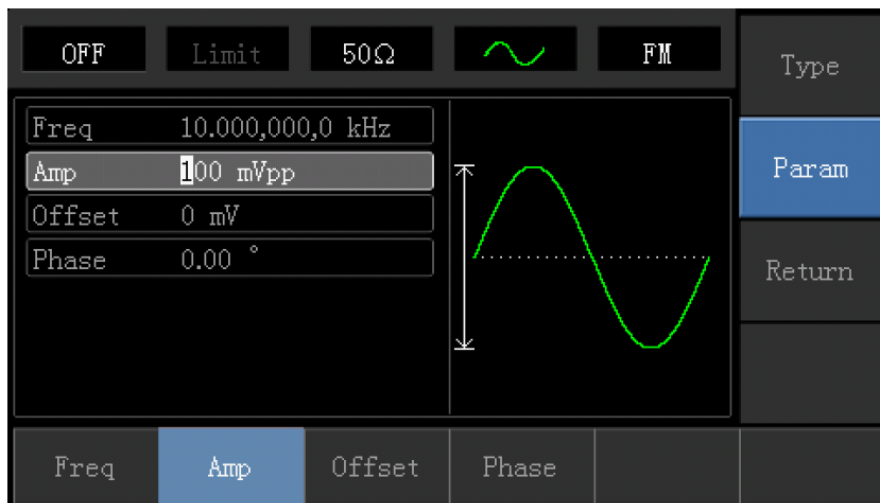 OFF Limit 50Ω FM
Type
Freq 10.000,000,0 kHz
Amp 100 mVpp
Param
Offset 0 mV
Phase 0.00 °
Return
Freq Amp Offset Phase